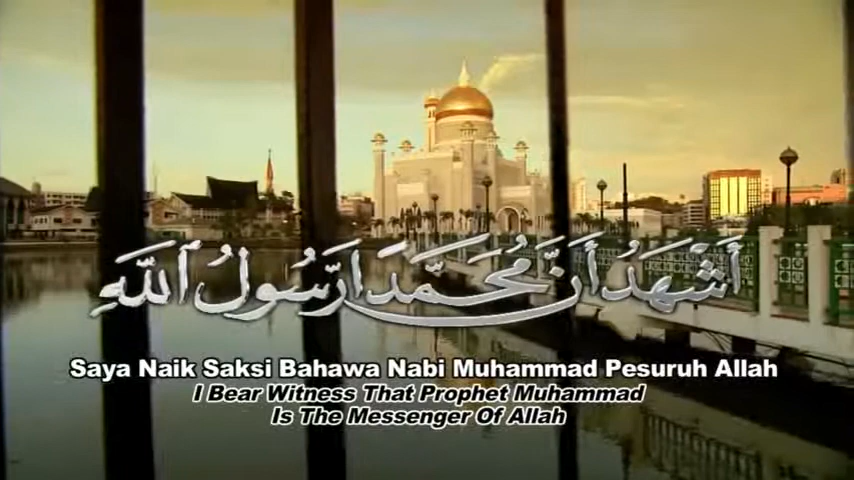 أَشْهَدُ أَنَّ مُحَمَّدًا رَسُولُ اللهِ
Saya Naik Saksi Bahawa Nabi Muhammad Pesuruh Allah
I Bear Witness That Prophet Muhammad
Is The Messenger Of Allah